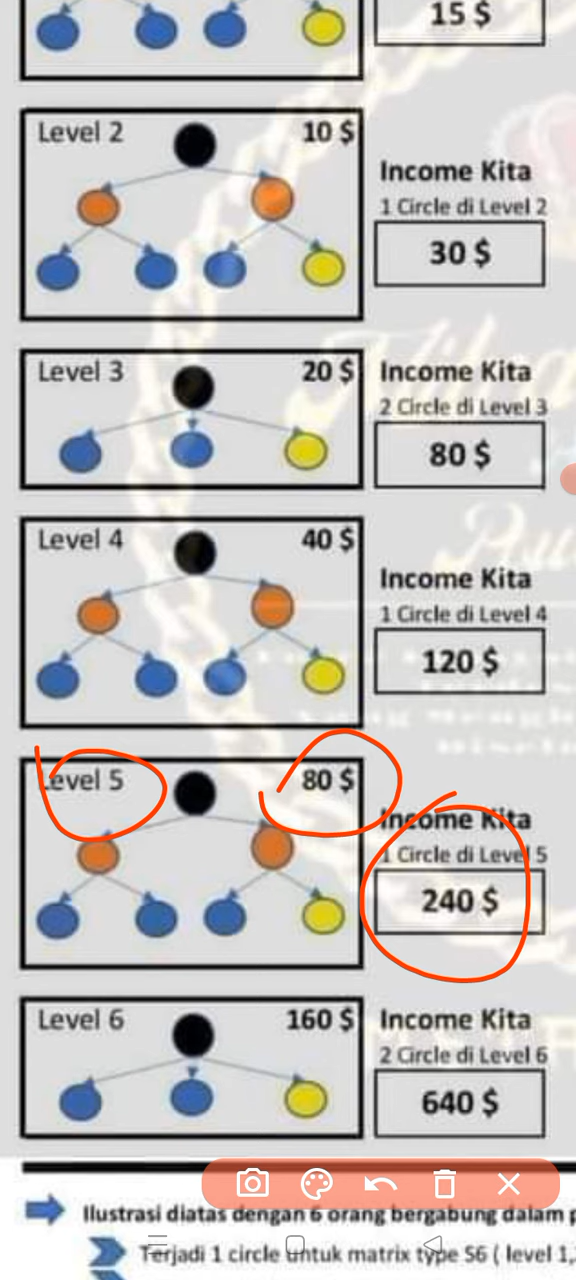 15 $
Level 2 10 $
Income Kita
1 Circle di Level 2
30 $
Level 3 20 $
Income Kita
2 Circle di Level 3
80 $
Level 4 40 $
Income Kita
1 Circle di Level 4
120 $
Level 5 80 $
Income Kita
1 Circle di Level 5
240 $
Level 6 160 $
Income Kita
2 Circle di Level 6
640 $
Ilustrasi diatas dengan 6 orang bergabung dalam
Terjadi 1 circle untuk matrix type S6 ( level 1,